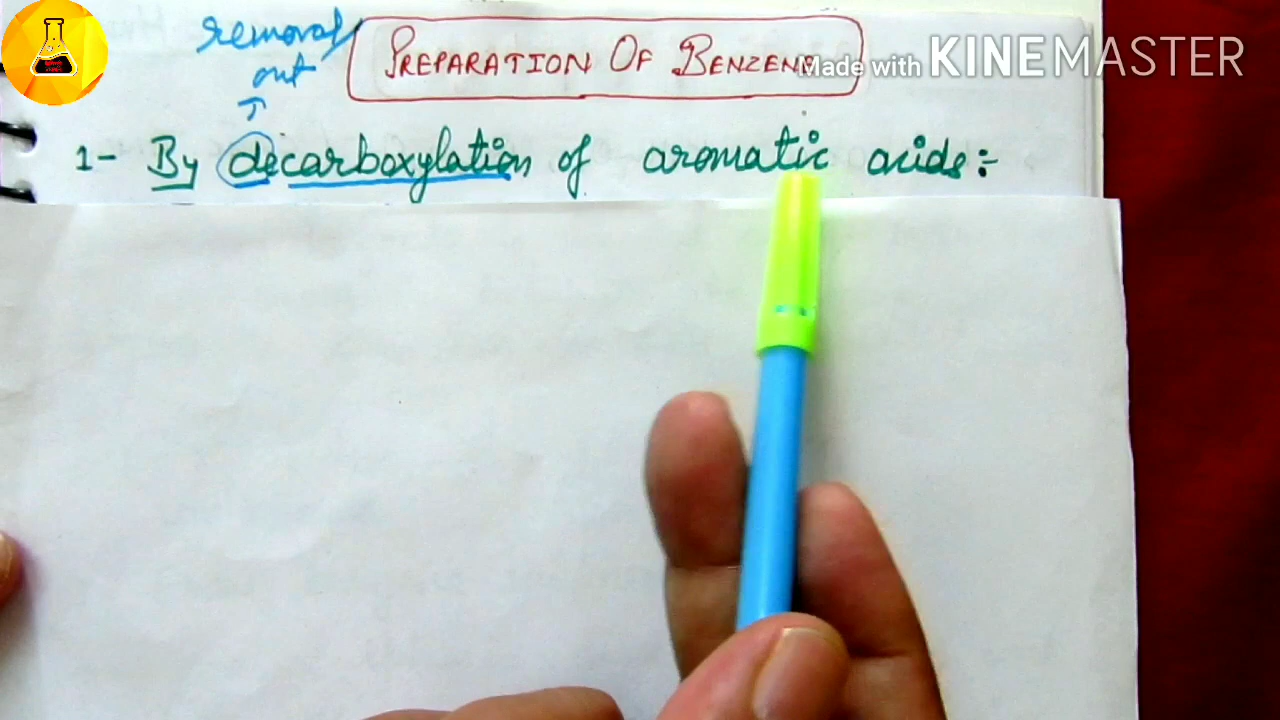 removal
out
PREPARATION OF BENZENE
Made with KINEMASTER
1- By decarboxylation of aromatic acids:-